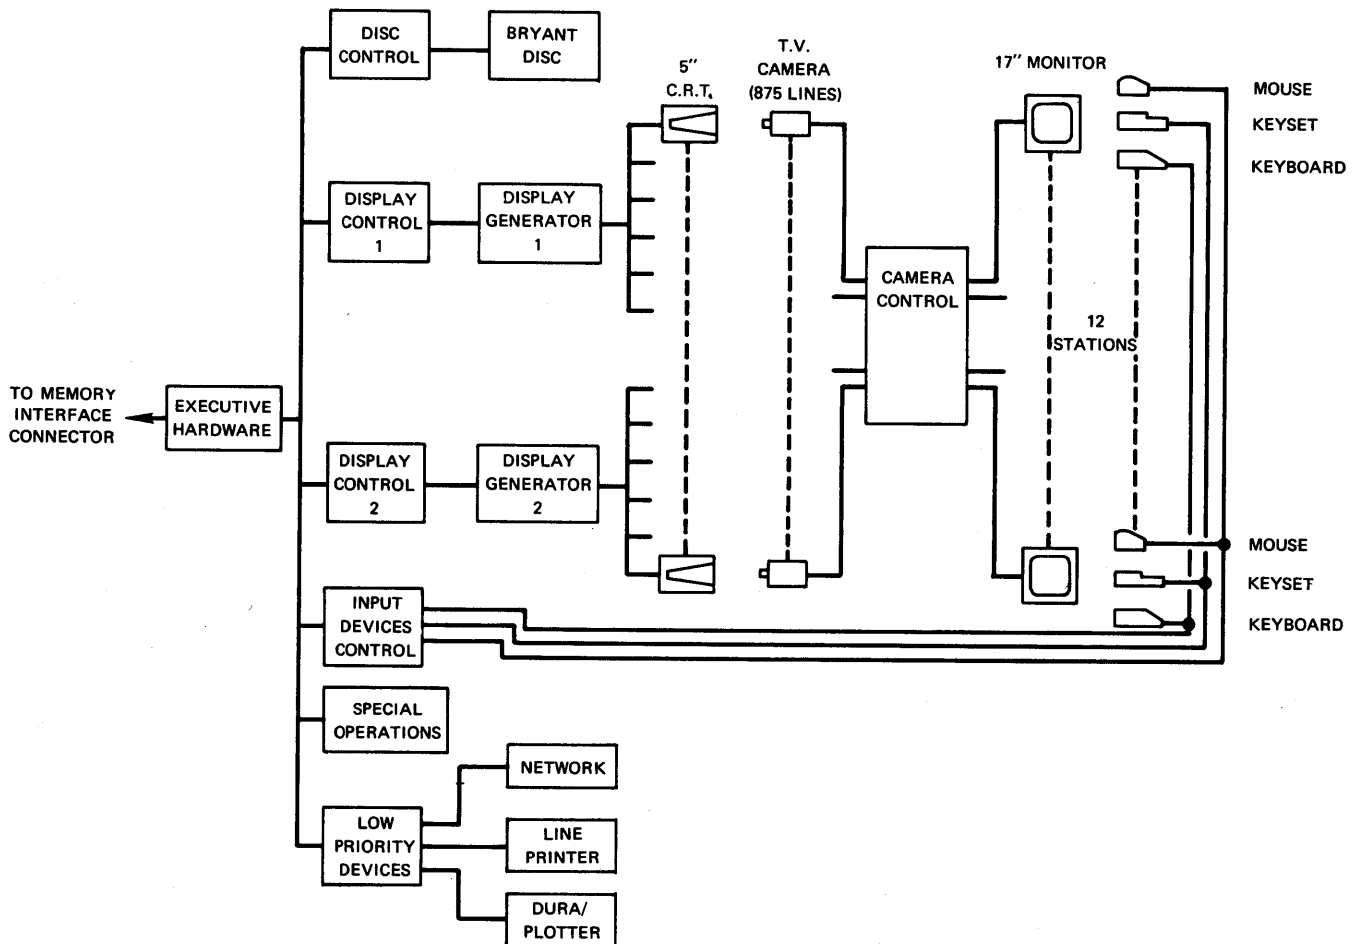 DISC
CONTROL
BRYANT
DISC
5"
C.R.T.
T.V.
CAMERA
(875 LINES)
17" MONITOR
MOUSE
KEYSET
KEYBOARD
DISPLAY
CONTROL
1
DISPLAY
GENERATOR
1
CAMERA
CONTROL
12
STATIONS
TO MEMORY
INTERFACE
CONNECTOR
EXECUTIVE
HARDWARE
DISPLAY
CONTROL
2
DISPLAY
GENERATOR
2
MOUSE
KEYSET
KEYBOARD
INPUT
DEVICES
CONTROL
SPECIAL
OPERATIONS
NETWORK
LOW
PRIORITY
DEVICES
LINE
PRINTER
DURA/
PLOTTER